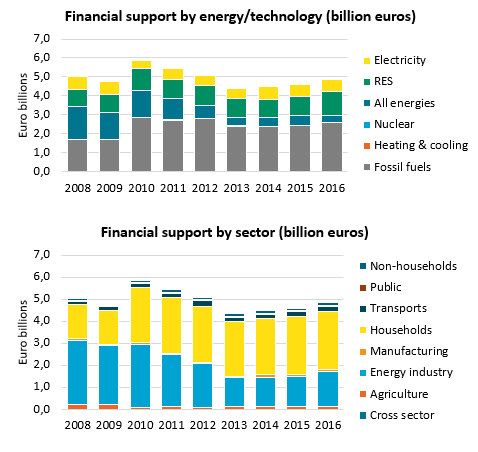 Financial support by energy/technology (billion euros)
7,0
6,0
5,0
4,0
3,0
2,0
1,0
0,0
Euro billions
2008 2009 2010 2011 2012 2013 2014 2015 2016
Electricity
RES
All energies
Nuclear
Heating & cooling
Fossil fuels
Financial support by sector (billion euros)
7,0
6,0
5,0
4,0
3,0
2,0
1,0
0,0
Euro billions
2008 2009 2010 2011 2012 2013 2014 2015 2016
Non-households
Public
Transports
Households
Manufacturing
Energy industry
Agriculture
Cross sector